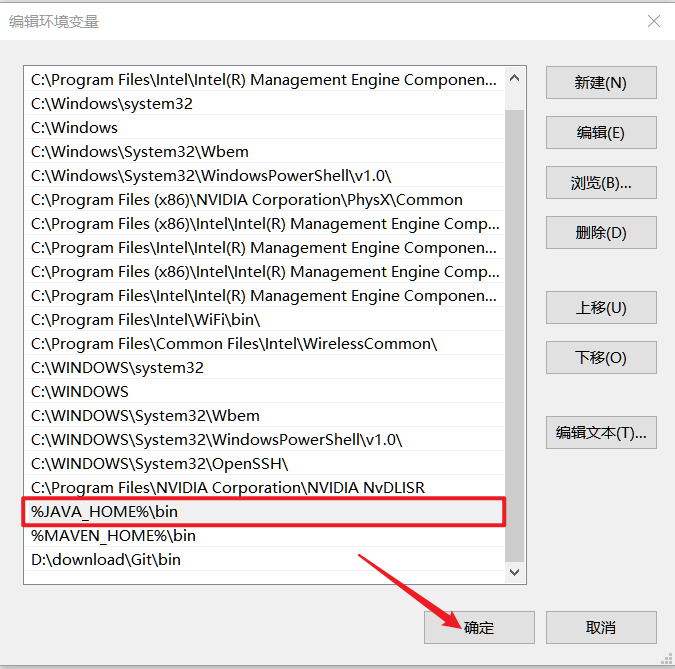 编辑环境变量
C:\Program Files\Intel\Intel(R) Management Engine Componen...
C:\Windows\system32
C:\Windows
C:\Windows\System32\Wbem
C:\Windows\System32\WindowsPowerShell\v1.0\
C:\Program Files (x86)\NVIDIA Corporation\PhysX\Common
C:\Program Files (x86)\Intel\Intel(R) Management Engine Comp...
C:\Program Files\Intel\Intel(R) Management Engine Componen...
C:\Program Files (x86)\Intel\Intel(R) Management Engine Comp...
C:\Program Files\Intel\Intel(R) Management Engine Componen...
C:\Program Files\Intel\WiFi\bin\
C:\Program Files\Common Files\Intel\WirelessCommon\
C:\WINDOWS\system32
C:\WINDOWS
C:\WINDOWS\System32\Wbem
C:\WINDOWS\System32\WindowsPowerShell\v1.0\
C:\WINDOWS\System32\OpenSSH\
C:\Program Files\NVIDIA Corporation\NVIDIA NvDLISR
%JAVA_HOME%\bin
%MAVEN_HOME%\bin
D:\download\Git\bin
新建(N)
编辑(E)
浏览(B)...
删除(D)
上移(U)
下移(O)
编辑文本(T)...
确定
取消